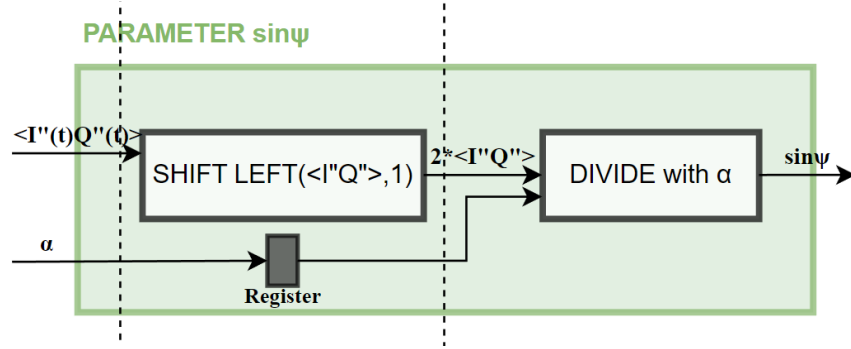 PARAMETER sinψ
<I"(t)Q"(t)>
SHIFT LEFT(<I"Q">,1)
2*<I"Q">
DIVIDE with α
sinψ
α
Register